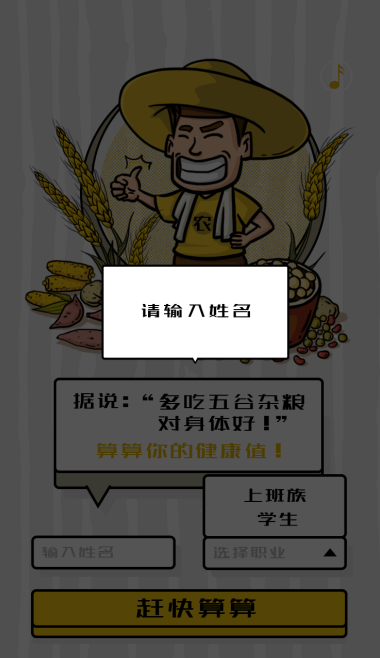 农
请输入姓名
据说：“多吃五谷杂粮
对身体好！”
算算你的健康值！
上班族
学生
输入姓名
选择职业
赶快算算